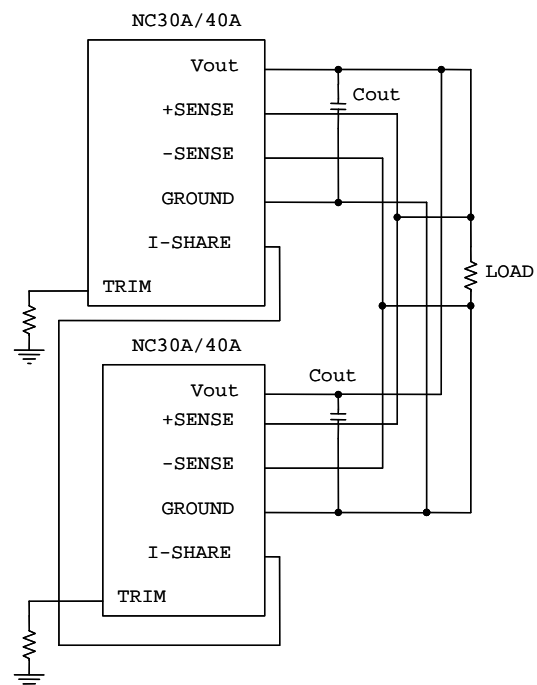 NC30A/40A
Vout
Cout
+SENSE
-SENSE
GROUND
I-SHARE
LOAD
TRIM
NC30A/40A
Cout
Vout
+SENSE
-SENSE
GROUND
I-SHARE
TRIM